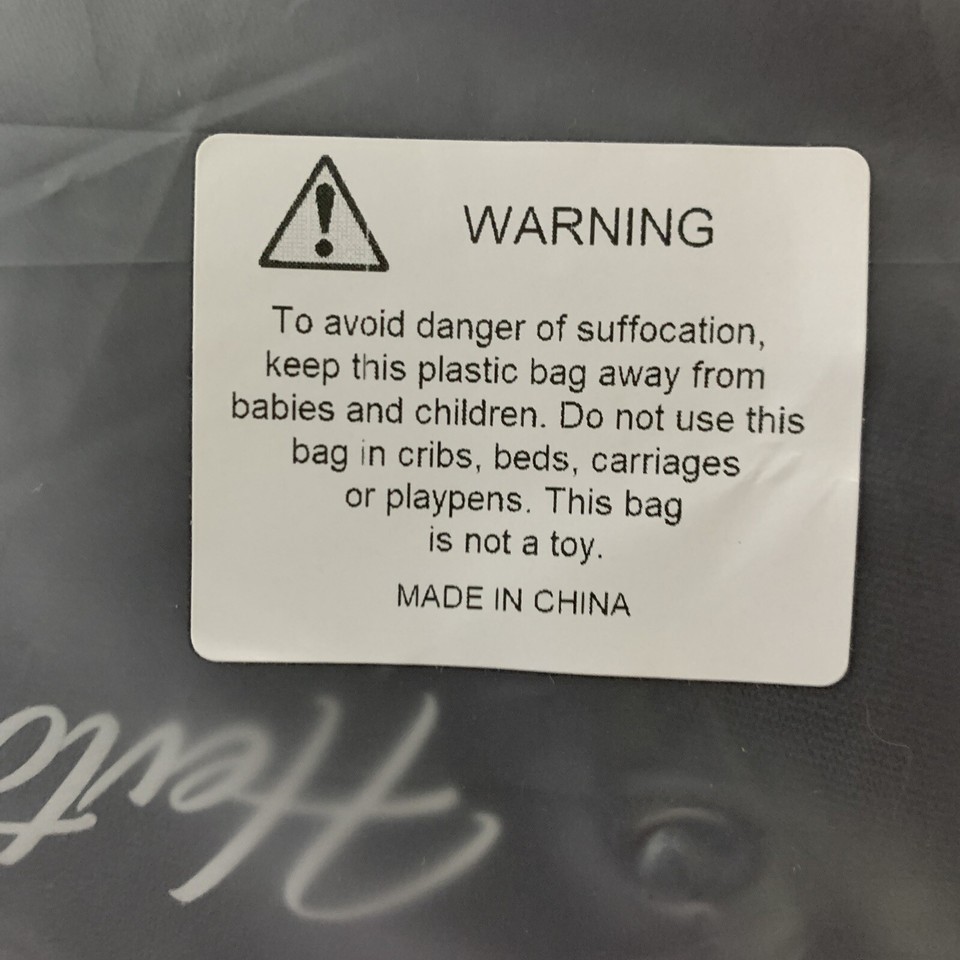 WARNING
To avoid danger of suffocation,
keep this plastic bag away from
babies and children. Do not use this
bag in cribs, beds, carriages
or playpens. This bag
is not a toy.
MADE IN CHINA